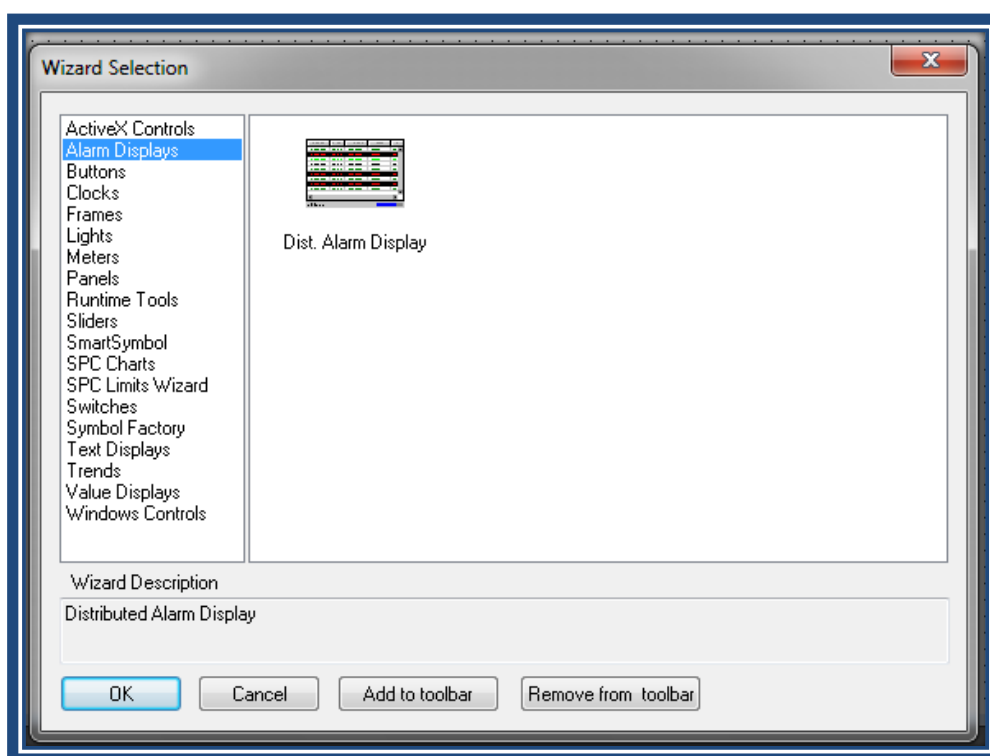 Wizard Selection
ActiveX Controls
Alarm Displays
Buttons
Clocks
Frames
Lights
Meters
Panels
Runtime Tools
Sliders
SmartSymbol
SPC Charts
SPC Limits Wizard
Switches
Symbol Factory
Text Displays
Trends
Value Displays
Windows Controls
Dist. Alarm Display
Wizard Description
Distributed Alarm Display
OK
Cancel
Add to toolbar
Remove from toolbar